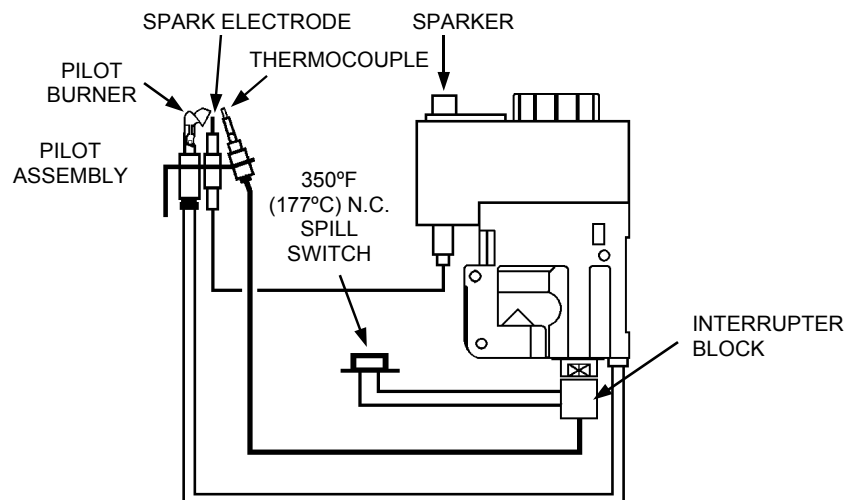 SPARK ELECTRODE
SPARKER
THERMOCOUPLE
PILOT
BURNER
PILOT
ASSEMBLY
350ºF
(177ºC) N.C.
SPILL
SWITCH
INTERRUPTER
BLOCK